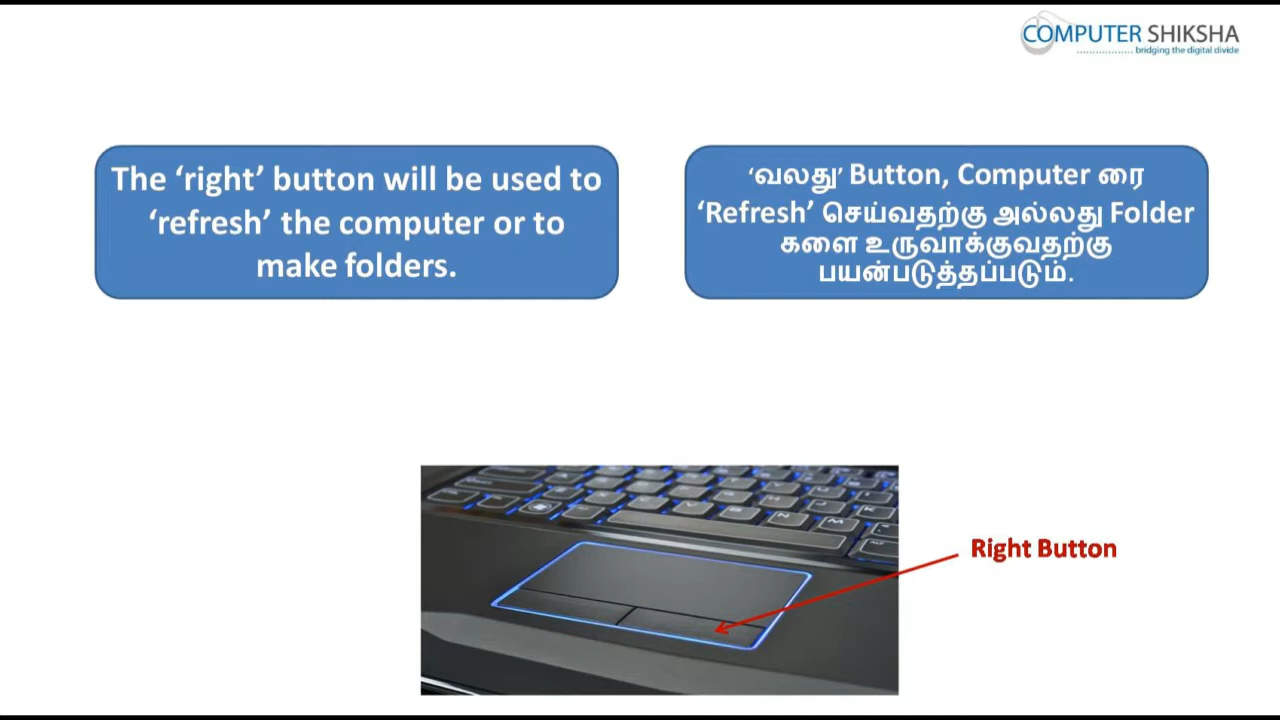 COMPUTER SHIKSHA
bridging the digital divide
The ‘right’ button will be used to
‘refresh’ the computer or to
make folders.
‘வலது’ Button, Computer ரை
‘Refresh’ செய்வதற்கு அல்லது Folder
களை உருவாக்குவதற்கு
பயன்படுத்தப்படும்.
Right Button